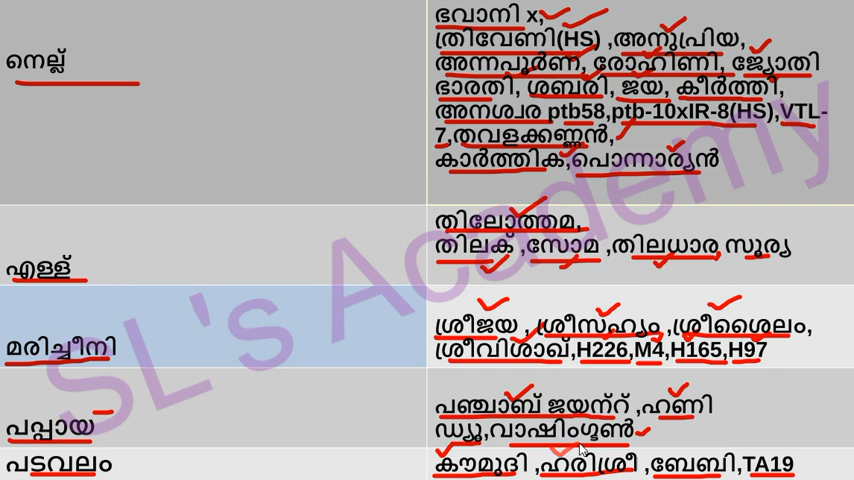 നെല്ല്
ഭവാനി x,
ത്രിവേണി(HS) ,അനുപ്രിയ,
അന്നപൂർണ, രോഹിണി, ജ്യോതി
ഭാരതി, ശബരി, ജയ, കീർത്തി,
അനശ്വര ptb58,ptb-10xIR-8(HS),VTL-
7,തവളക്കണ്ണൻ,
കാർത്തിക,പൊന്നാര്യൻ
എള്ള്
തിലോത്തമ,
തിലക് ,സോമ ,തിലധാര സൂര്യ
മരിച്ചീനി
ശ്രീജയ , ശ്രീസഹ്യം ,ശ്രീശൈലം,
ശ്രീവിശാഖ്,H226,M4,H165,H97
പപ്പായ
പഞ്ചാബ് ജയന്റ് ,ഹണി
ഡ്യൂ,വാഷിംഗ്ടൺ
പടവലം
കൗമുദി ,ഹരിശ്രീ ,ബേബി,TA19
SL's Academy